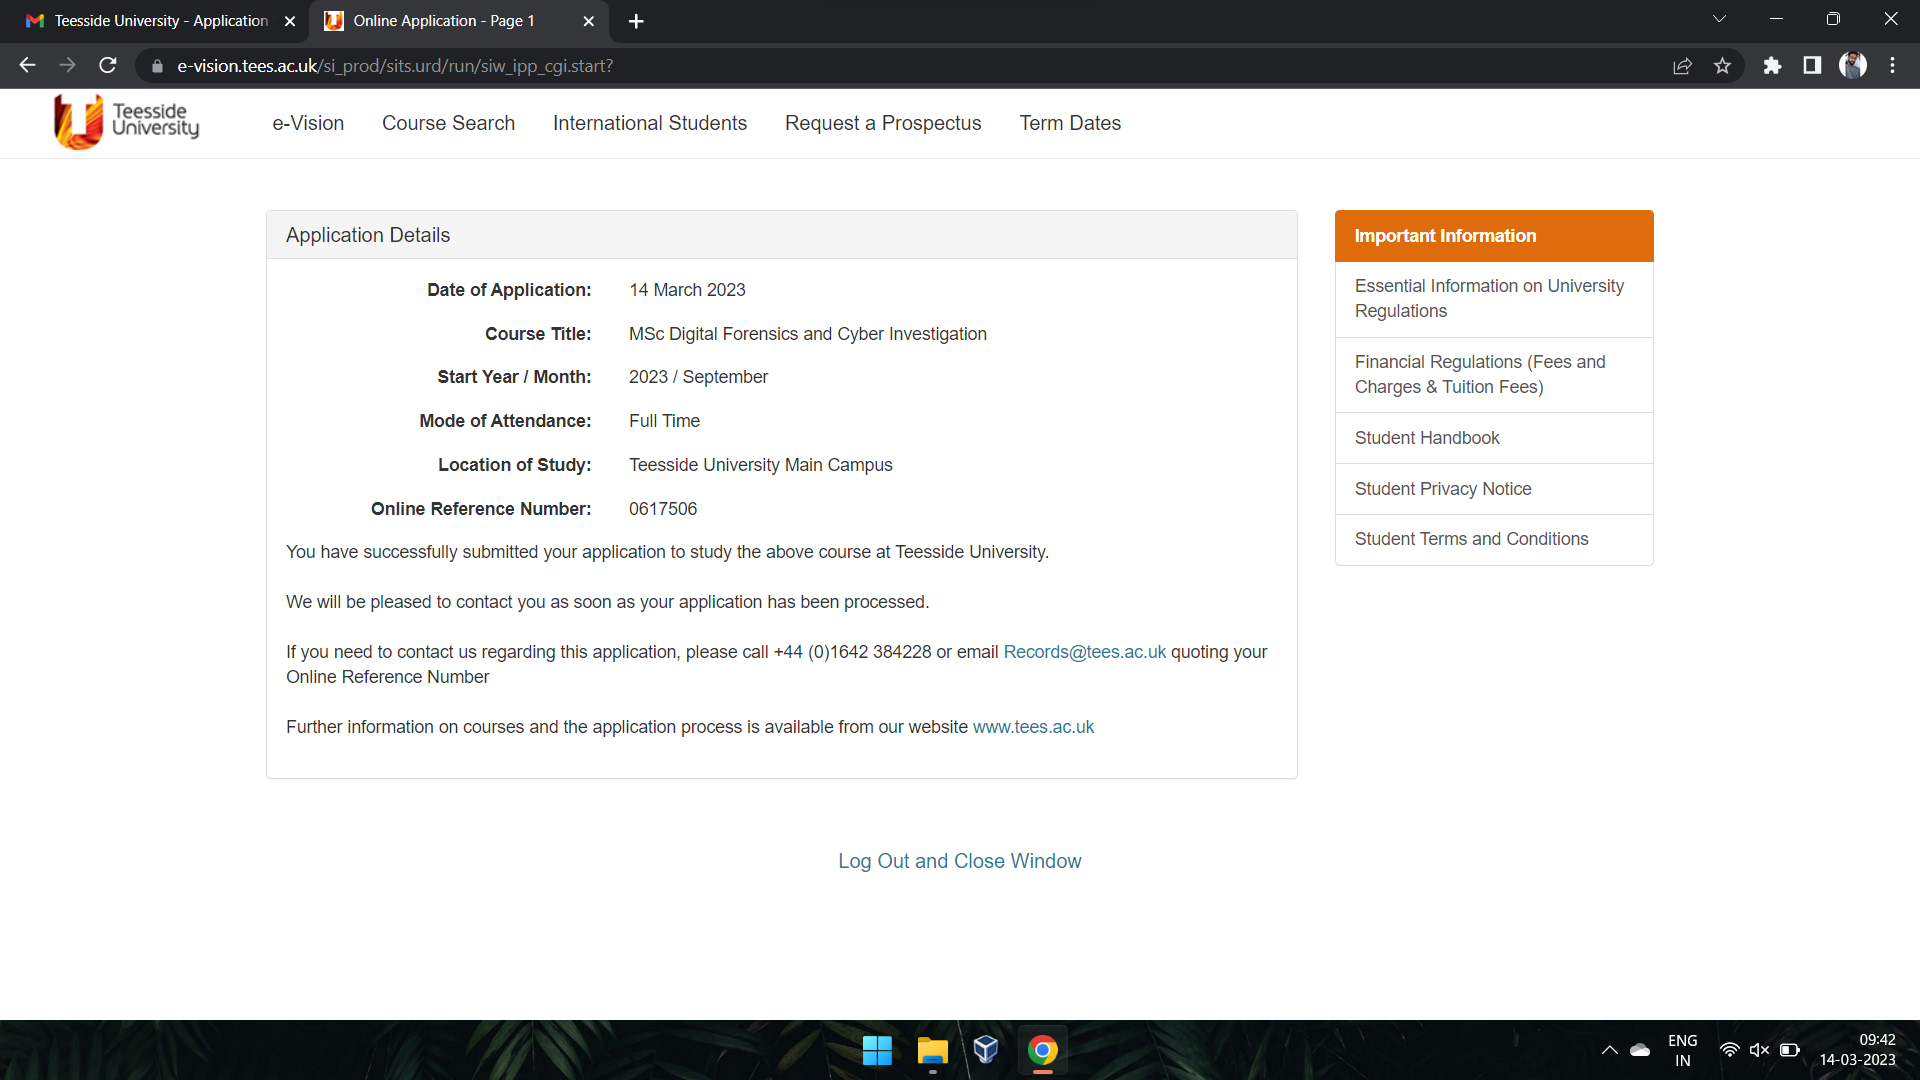 Teesside University - Application
Online Application - Page 1
e-vision.tees.ac.uk/si_prod/sits.urd/run/siw_ipp_cgi.start?
Teesside
University
e-Vision
Course Search
International Students
Request a Prospectus
Term Dates
Application Details
Date of Application: 14 March 2023
Course Title: MSc Digital Forensics and Cyber Investigation
Start Year / Month: 2023 / September
Mode of Attendance: Full Time
Location of Study: Teesside University Main Campus
Online Reference Number: 0617506
You have successfully submitted your application to study the above course at Teesside University.
We will be pleased to contact you as soon as your application has been processed.
If you need to contact us regarding this application, please call +44 (0)1642 384228 or email Records@tees.ac.uk quoting your
Online Reference Number
Further information on courses and the application process is available from our website www.tees.ac.uk
Important Information
Essential Information on University
Regulations
Financial Regulations (Fees and
Charges & Tuition Fees)
Student Handbook
Student Privacy Notice
Student Terms and Conditions
Log Out and Close Window
ENG
IN
09:42
14-03-2023